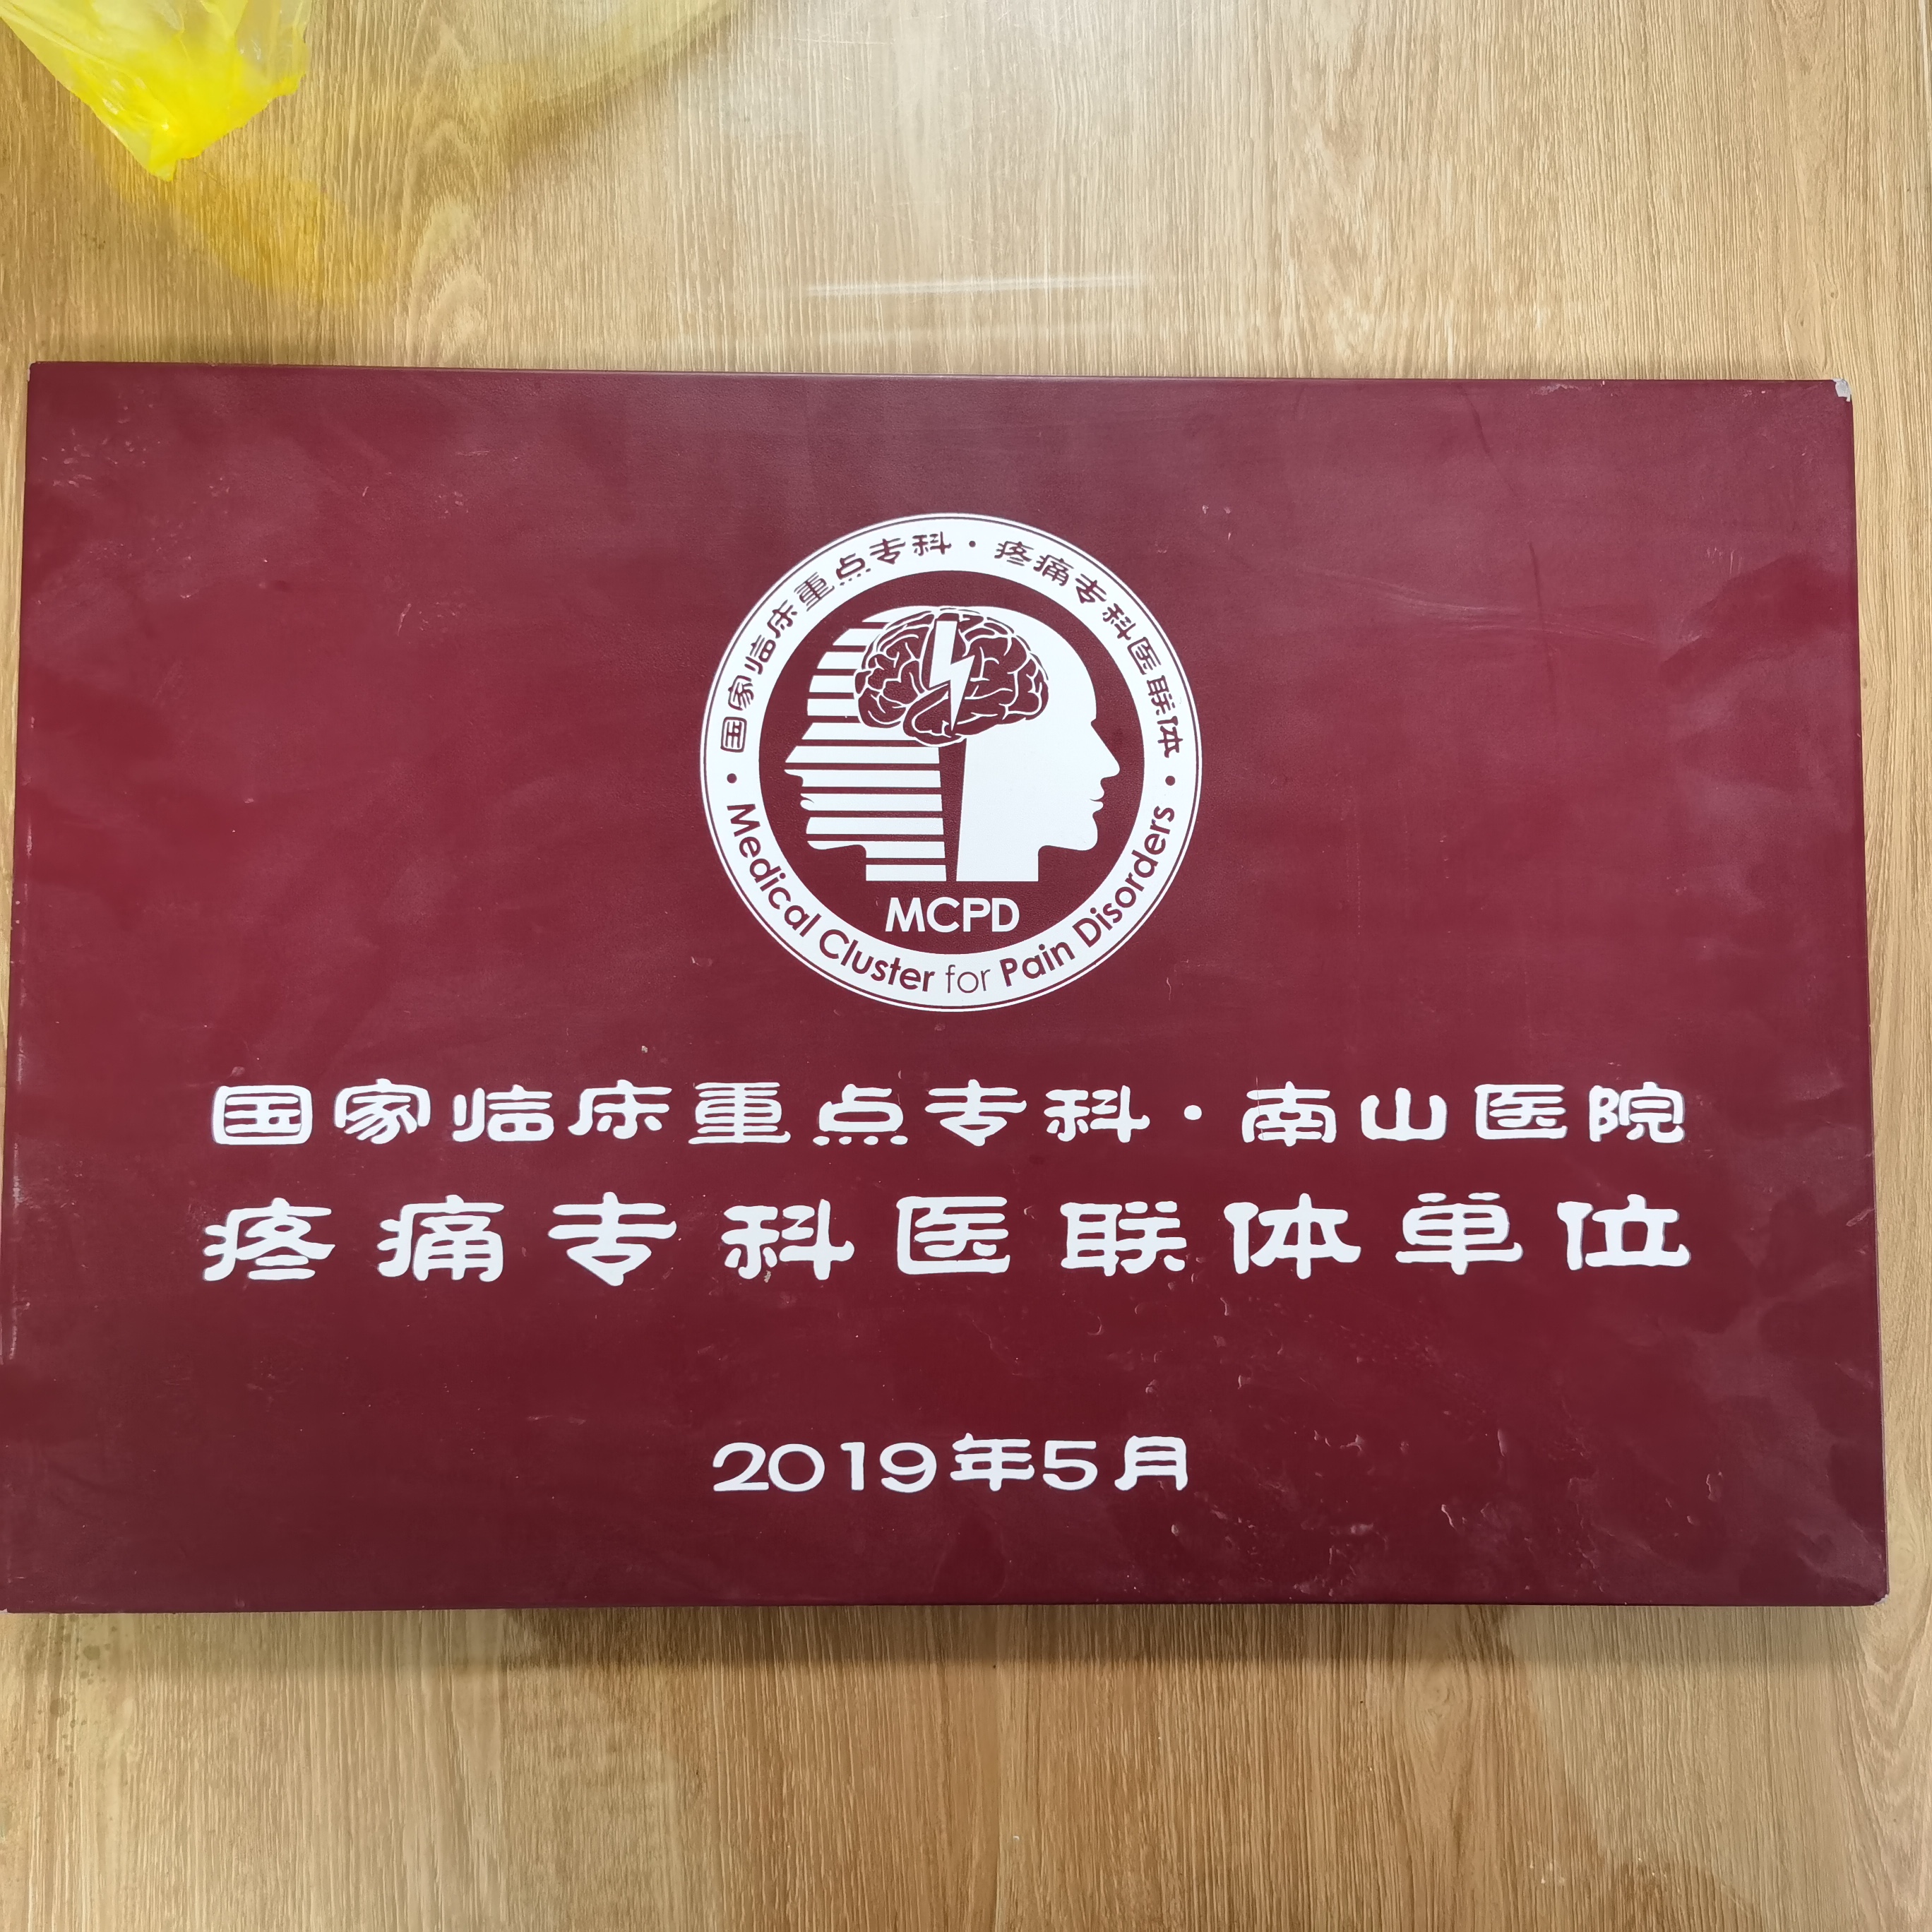 ·国家临床重点专科·疼痛专科医联体·
MCPD
Medical Cluster for Pain Disorders
国家临床重点专科·南山医院
疼痛专科医联体单位
2019年5月